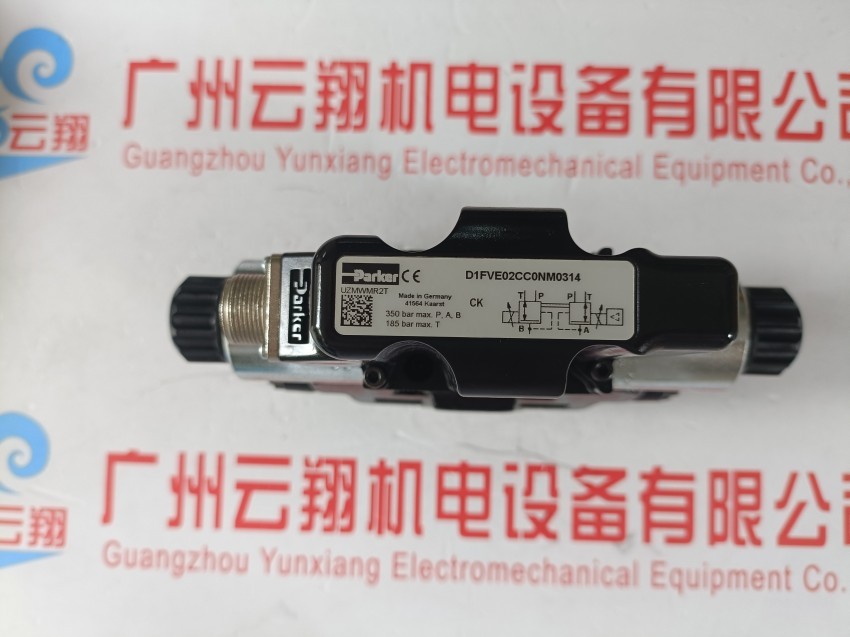 广州云翔机电设备有限公
云翔
Guangzhou Yunxiang Electromechanical Equipment Co.,
Parker CE
D1FVE02CC0NM0314
UZMWMR2T
Made in Germany
41564 Kaarst
CK
350 bar max. P, A, B
185 bar max. T
T P P T
B A
Parker
广州云翔机电设备有限公
云翔
Guangzhou Yunxiang Electromechanical Equipment Co.,